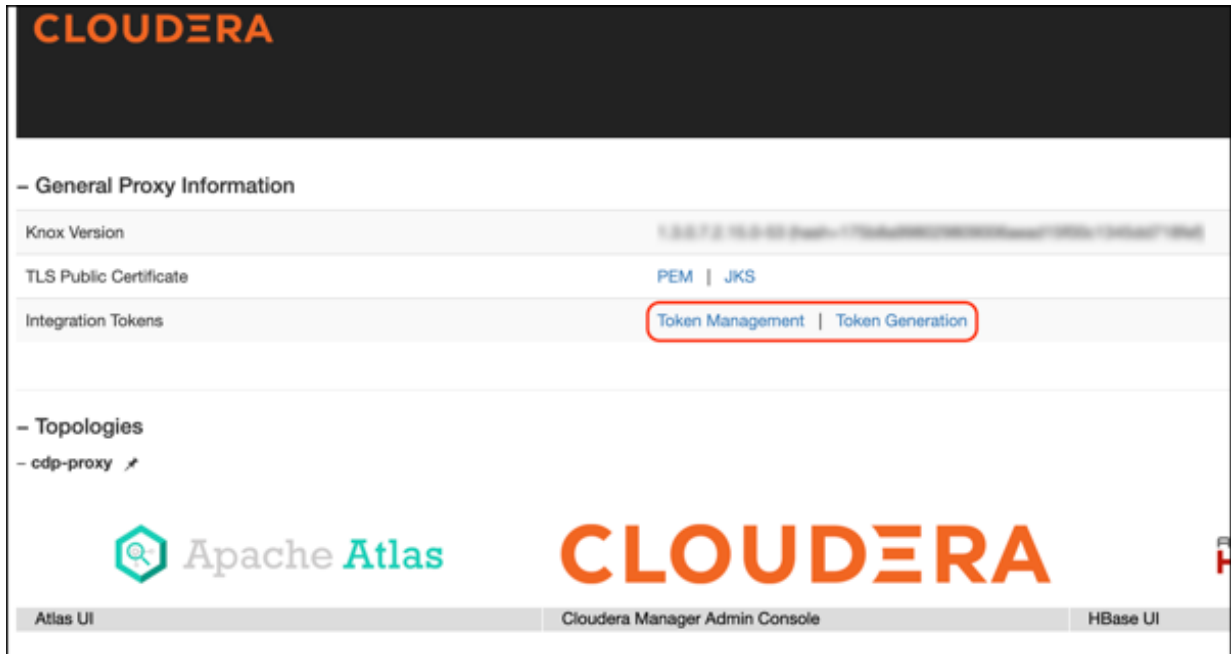 CLOUDERA
– General Proxy Information
Knox Version
TLS Public Certificate PEM | JKS
Integration Tokens Token Management | Token Generation
– Topologies
– cdp-proxy
Apache Atlas CLOUDERA
Atlas UI Cloudera Manager Admin Console HBase UI